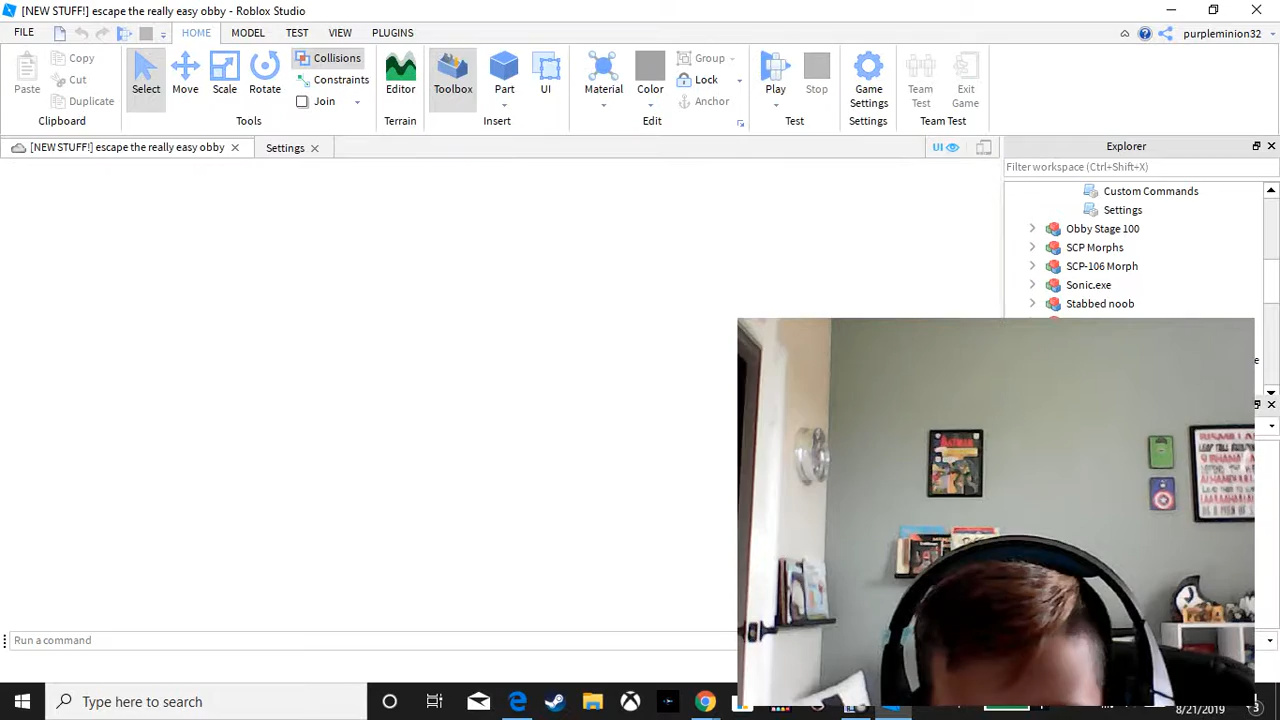 [NEW STUFF!] escape the really easy obby - Roblox Studio
FILE HOME MODEL TEST VIEW PLUGINS purpleminion32
Paste Copy Cut Duplicate Select Move Scale Rotate Collisions Constraints Join Editor Toolbox Part UI Material Color Group Lock Anchor Play Stop Game Settings Team Test Exit Game
Clipboard Tools Terrain Insert Edit Test Settings Team Test
[NEW STUFF!] escape the really easy obby Settings UI Explorer
Filter workspace (Ctrl+Shift+X)
Custom Commands
Settings
Obby Stage 100
SCP Morphs
SCP-106 Morph
Sonic.exe
Stabbed noob
BATMAN
Run a command
Type here to search
8/21/2019